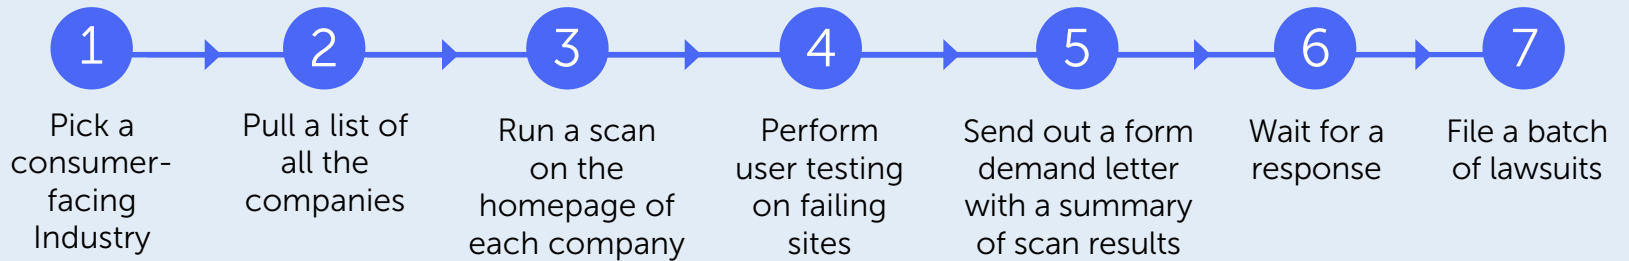 1
Pick a
consumer-
facing
Industry
2
Pull a list of
all the
companies
3
Run a scan
on the
homepage of
each company
4
Perform
user testing
on failing
sites
5
Send out a form
demand letter
with a summary
of scan results
6
Wait for a
response
7
File a batch
of lawsuits